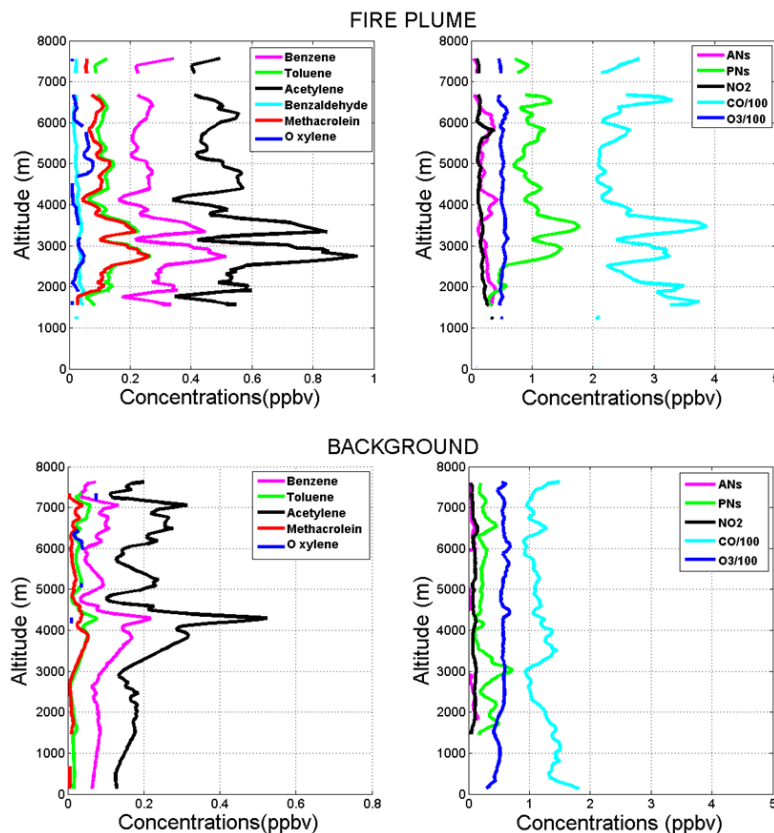 FIRE PLUME
8000
7000
6000
5000
4000
3000
2000
1000
0
Altitude (m)
0 0.2 0.4 0.6 0.8 1
Concentrations(ppbv)
Benzene
Toluene
Acetylene
Benzaldehyde
Methacrolein
O xylene
8000
7000
6000
5000
4000
3000
2000
1000
0
Altitude (m)
0 1 2 3 4 5
Concentrations (ppbv)
ANs
PNs
NO2
CO/100
O3/100
BACKGROUND
8000
7000
6000
5000
4000
3000
2000
1000
0
Altitude (m)
0 0.2 0.4 0.6 0.8
Concentrations(ppbv)
Benzene
Toluene
Acetylene
Methacrolein
O xylene
8000
7000
6000
5000
4000
3000
2000
1000
0
Altitude (m)
0 1 2 3 4 5
Concentrations (ppbv)
ANs
PNs
NO2
CO/100
O3/100